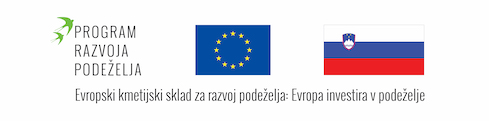 PROGRAM
RAZVOJA
PODEŽELJA
Evropski kmetijski sklad za razvoj podeželja: Evropa investira v podeželje